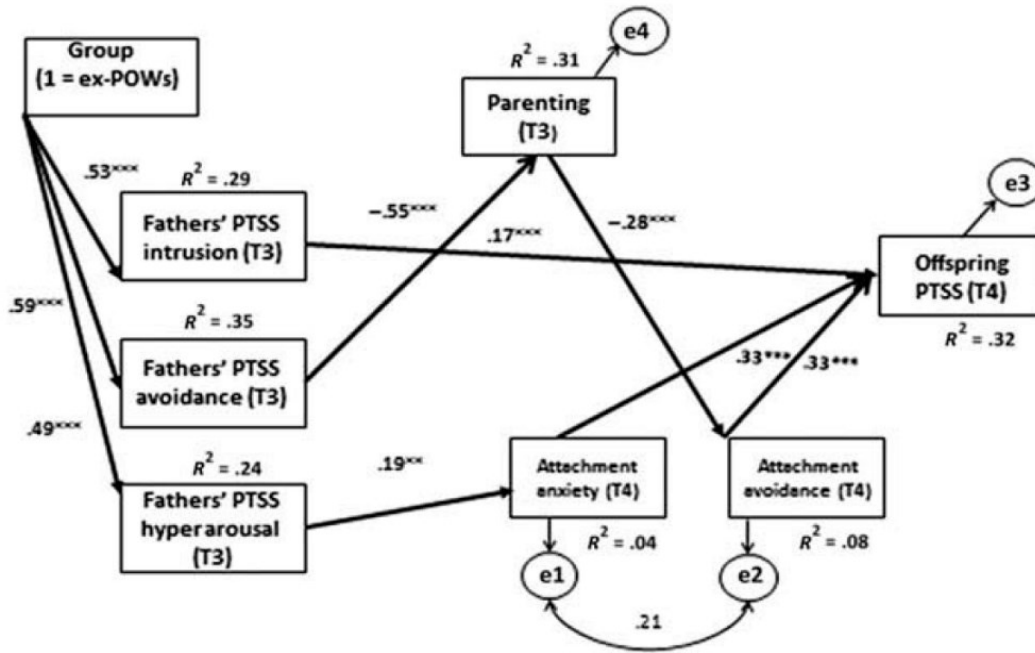 Group
(1 = ex-POWs)
e4
R² = .31
Parenting
(T3)
.53×××
R² = .29
Fathers' PTSS
intrusion (T3)
–.55×××
.17×××
–.28×××
e3
Offspring
PTSS (T4)
R² = .32
.59×××
R² = .35
Fathers' PTSS
avoidance (T3)
.33***
.33***
.49×××
R² = .24
Fathers' PTSS
hyperarousal
(T3)
.19××
Attachment
anxiety (T4)
Attachment
avoidance (T4)
R² = .04
R² = .08
e1
e2
.21